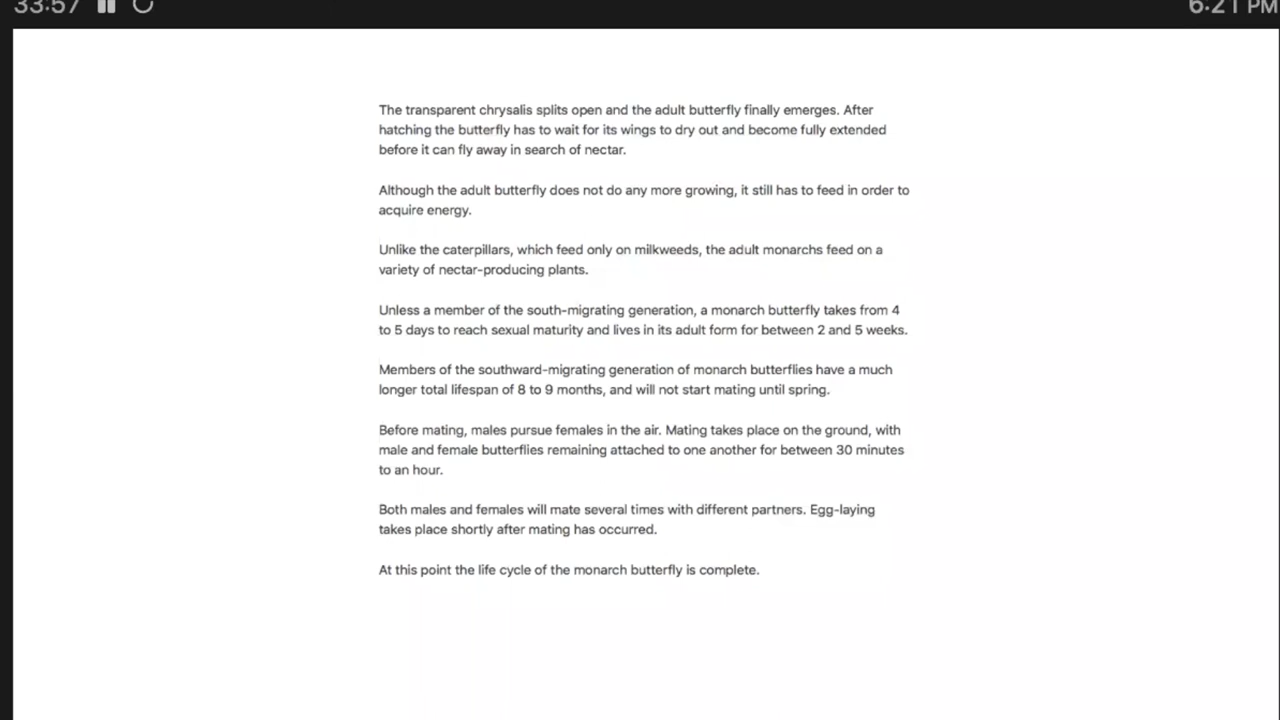 33:57
6:21 PM
The transparent chrysalis splits open and the adult butterfly finally emerges. After
hatching the butterfly has to wait for its wings to dry out and become fully extended
before it can fly away in search of nectar.
Although the adult butterfly does not do any more growing, it still has to feed in order to
acquire energy.
Unlike the caterpillars, which feed only on milkweeds, the adult monarchs feed on a
variety of nectar-producing plants.
Unless a member of the south-migrating generation, a monarch butterfly takes from 4
to 5 days to reach sexual maturity and lives in its adult form for between 2 and 5 weeks.
Members of the southward-migrating generation of monarch butterflies have a much
longer total lifespan of 8 to 9 months, and will not start mating until spring.
Before mating, males pursue females in the air. Mating takes place on the ground, with
male and female butterflies remaining attached to one another for between 30 minutes
to an hour.
Both males and females will mate several times with different partners. Egg-laying
takes place shortly after mating has occurred.
At this point the life cycle of the monarch butterfly is complete.